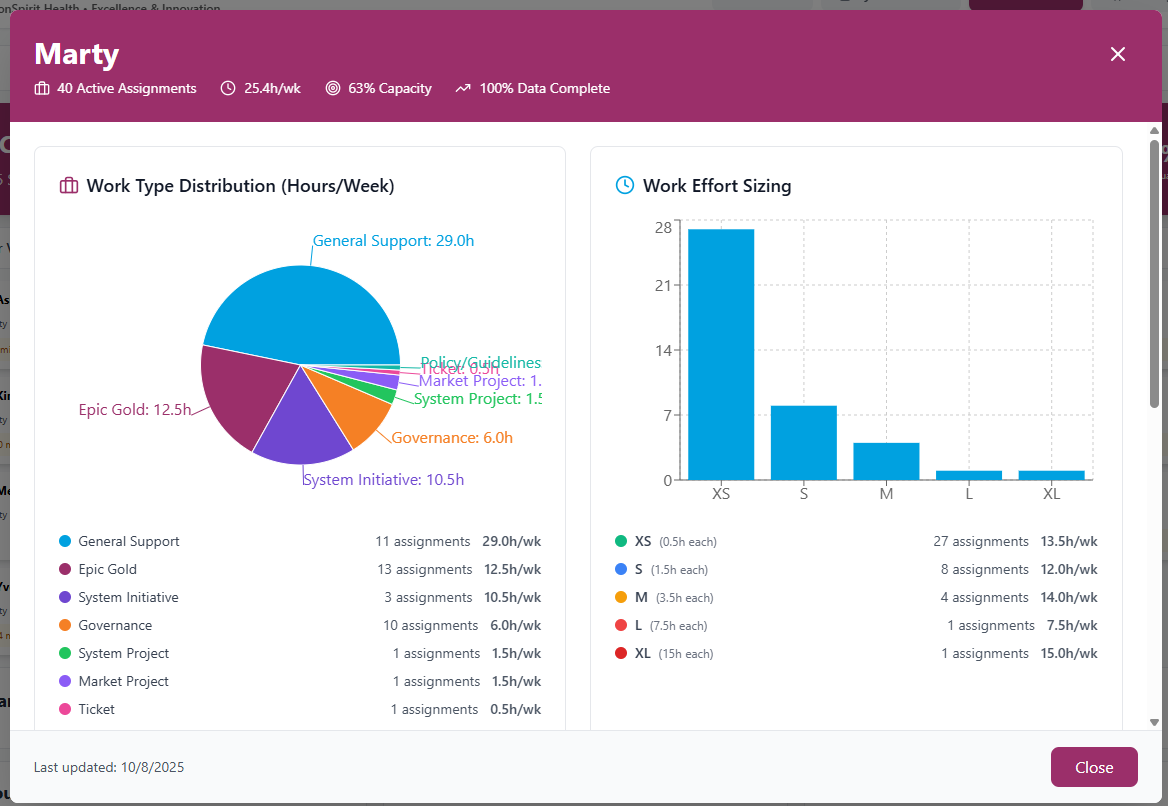 onSpirit Health • Excellence & Innovation
Marty
40 Active Assignments 25.4h/wk 63% Capacity 100% Data Complete
Work Type Distribution (Hours/Week)
General Support: 29.0h
Policy/Guidelines
Ticket: 0.5h
Market Project: 1.
System Project: 1.5
Epic Gold: 12.5h
Governance: 6.0h
System Initiative: 10.5h
General Support 11 assignments 29.0h/wk
Epic Gold 13 assignments 12.5h/wk
System Initiative 3 assignments 10.5h/wk
Governance 10 assignments 6.0h/wk
System Project 1 assignments 1.5h/wk
Market Project 1 assignments 1.5h/wk
Ticket 1 assignments 0.5h/wk
Work Effort Sizing
28
21
14
7
0
XS S M L XL
XS (0.5h each) 27 assignments 13.5h/wk
S (1.5h each) 8 assignments 12.0h/wk
M (3.5h each) 4 assignments 14.0h/wk
L (7.5h each) 1 assignments 7.5h/wk
XL (15h each) 1 assignments 15.0h/wk
Last updated: 10/8/2025
Close